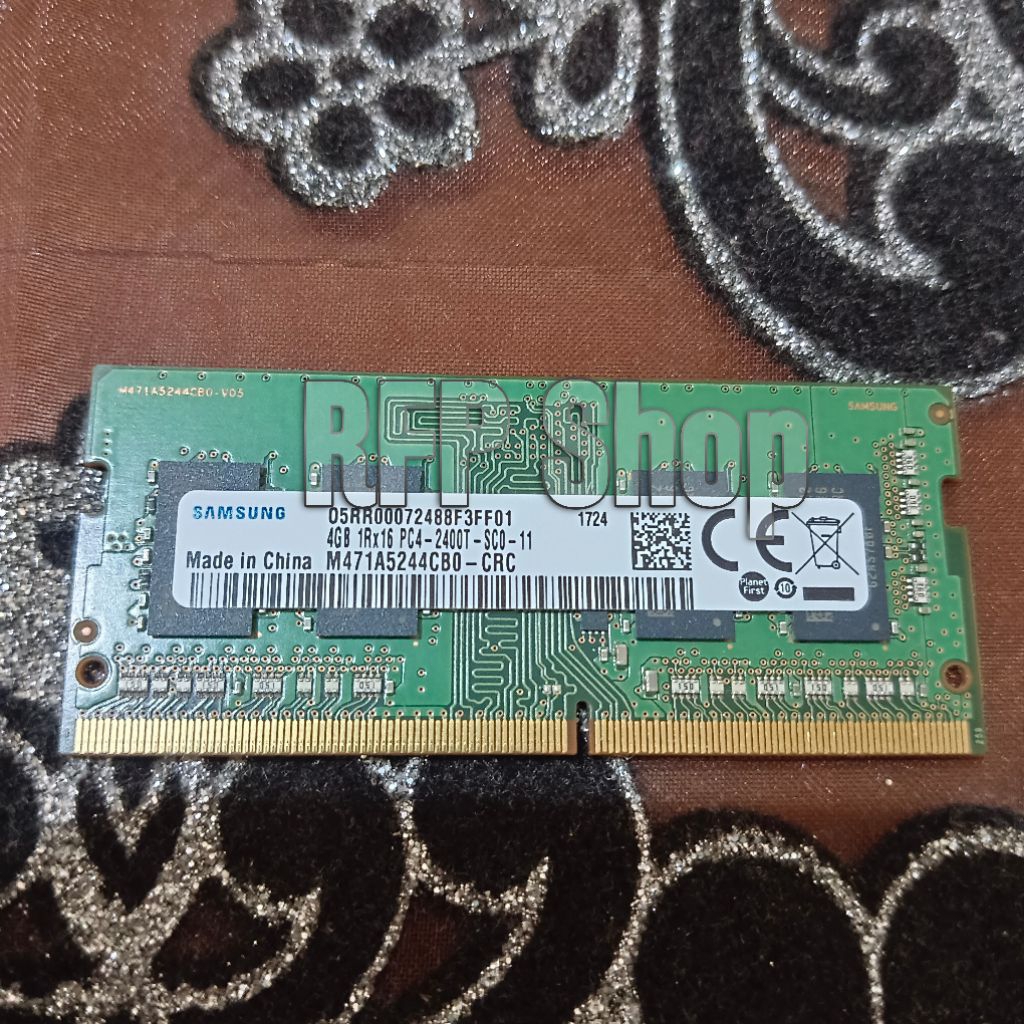 M471A5244CB0-V05
RFP Shop
SAMSUNG
SAMSUNG
05RR00072488F3FF01
1724
4GB 1Rx16 PC4-2400T-SC0-11
Made in China M471A5244CB0-CRC
CE
Planet First
10